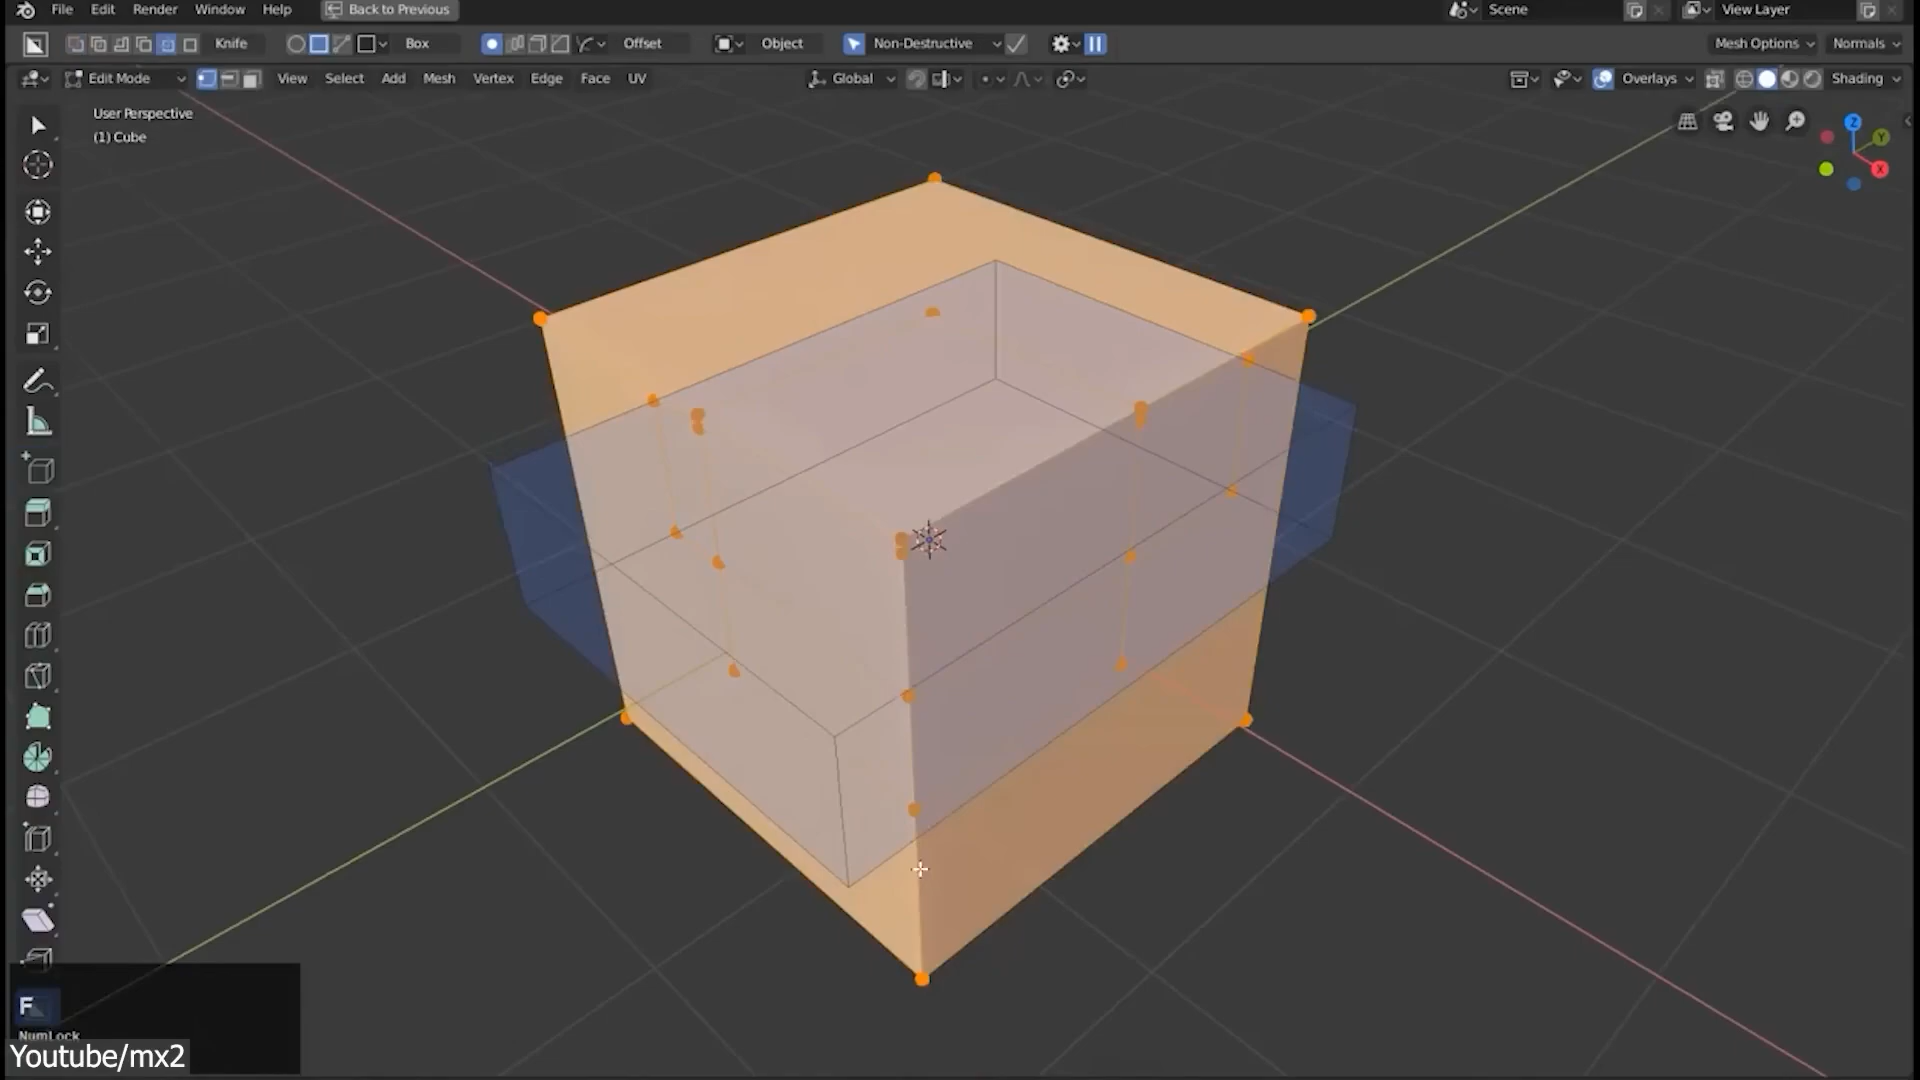 File Edit Render Window Help Back to Previous Scene View Layer
Knife Box Offset Object Non-Destructive Mesh Options Normals
Edit Mode View Select Add Mesh Vertex Edge Face UV Global Overlays Shading
User Perspective
(1) Cube
Z
Y
X
F
NumLock
Youtube/mx2